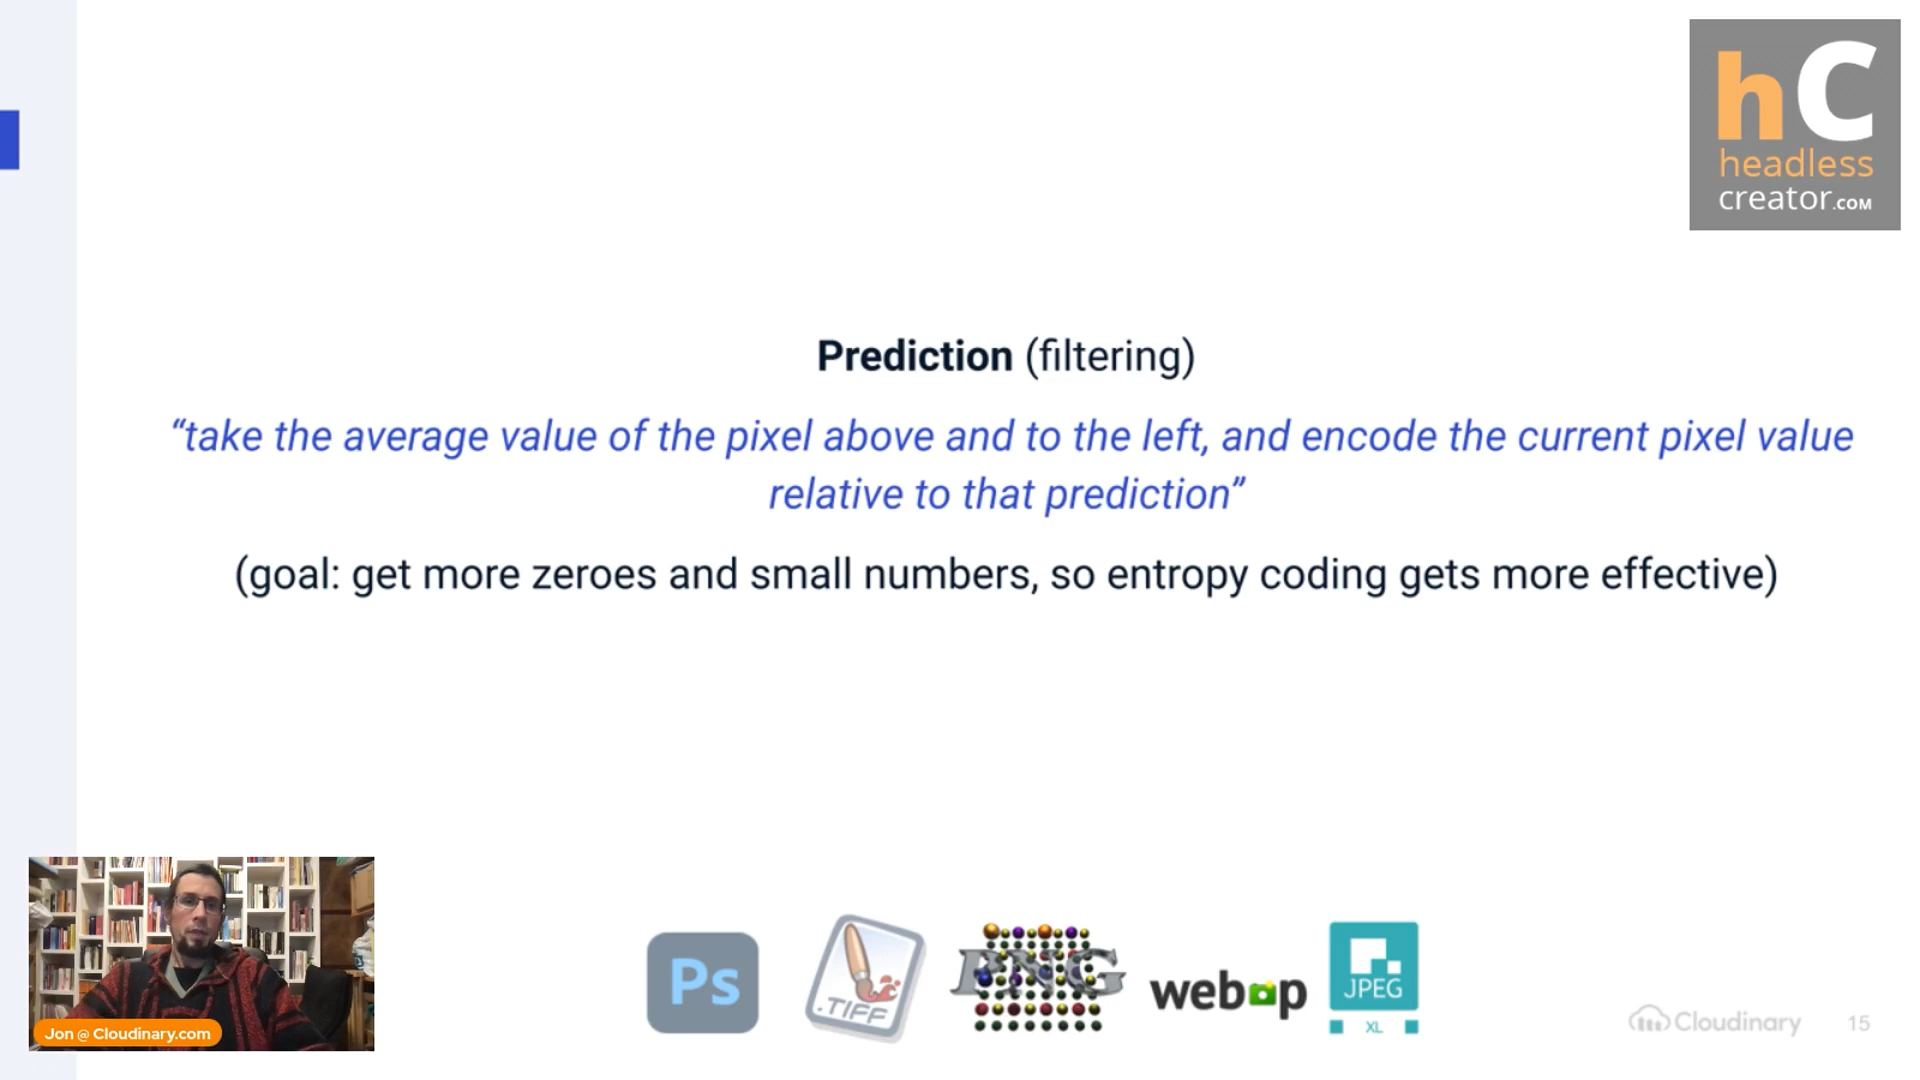 hC
headless
creator.COM
Prediction (filtering)
“take the average value of the pixel above and to the left, and encode the current pixel value
relative to that prediction”
(goal: get more zeroes and small numbers, so entropy coding gets more effective)
Jon @ Cloudinary.com
Ps
.TIFF
PNG
webp
JPEG
XL
Cloudinary
15